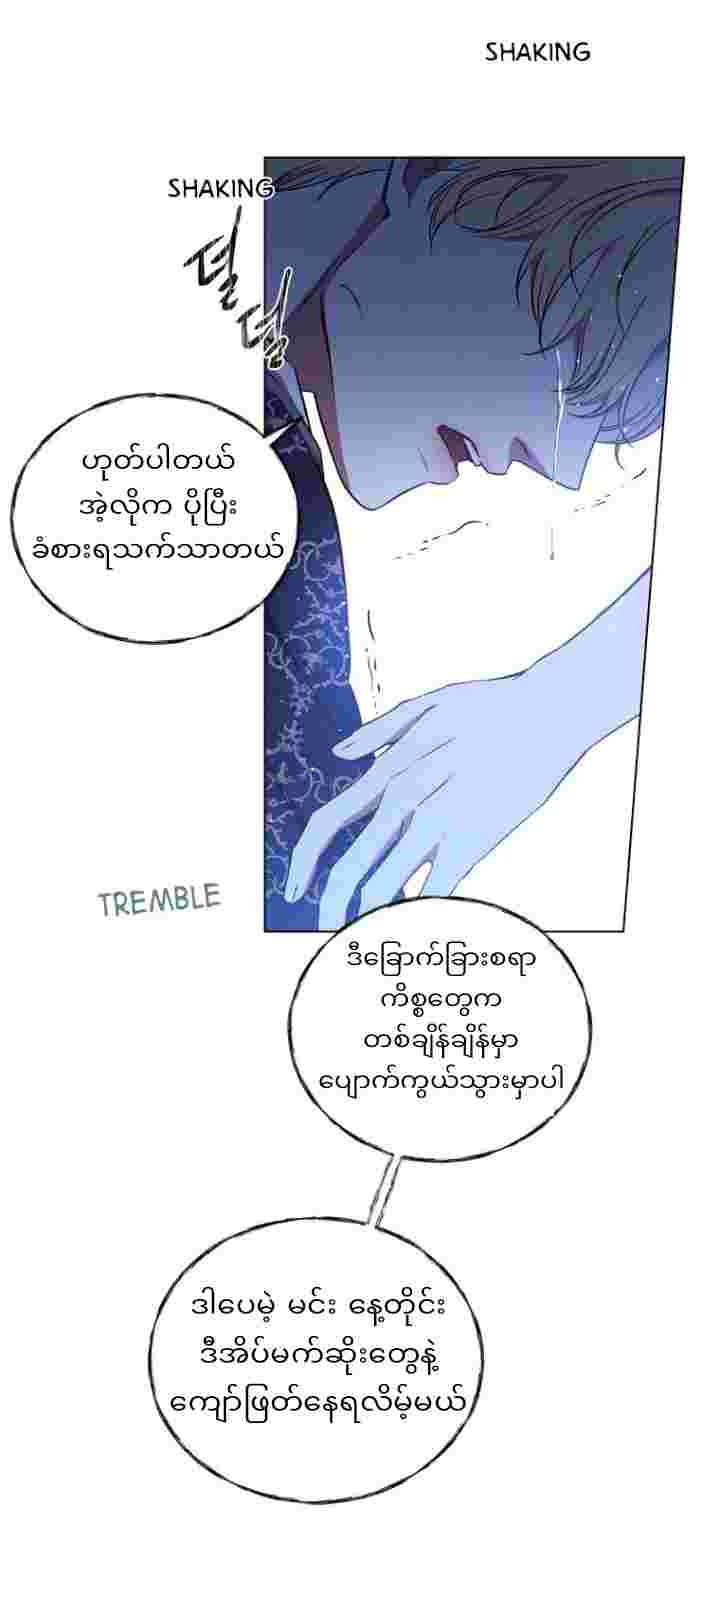 SHAKING
SHAKING
덜
덜
ဟုတ်ပါတယ်
အဲ့လိုက ပိုပြီး
ခံစားရသက်သာတယ်
TREMBLE
ဒီခြောက်ခြားစရာ
ကိစ္စတွေက
တစ်ချိန်ချိန်မှာ
ပျောက်ကွယ်သွားမှာပါ
ဒါပေမဲ့ မင်း နေ့တိုင်း
ဒီအိပ်မက်ဆိုးတွေနဲ့
ကျော်ဖြတ်နေရလိမ့်မယ်